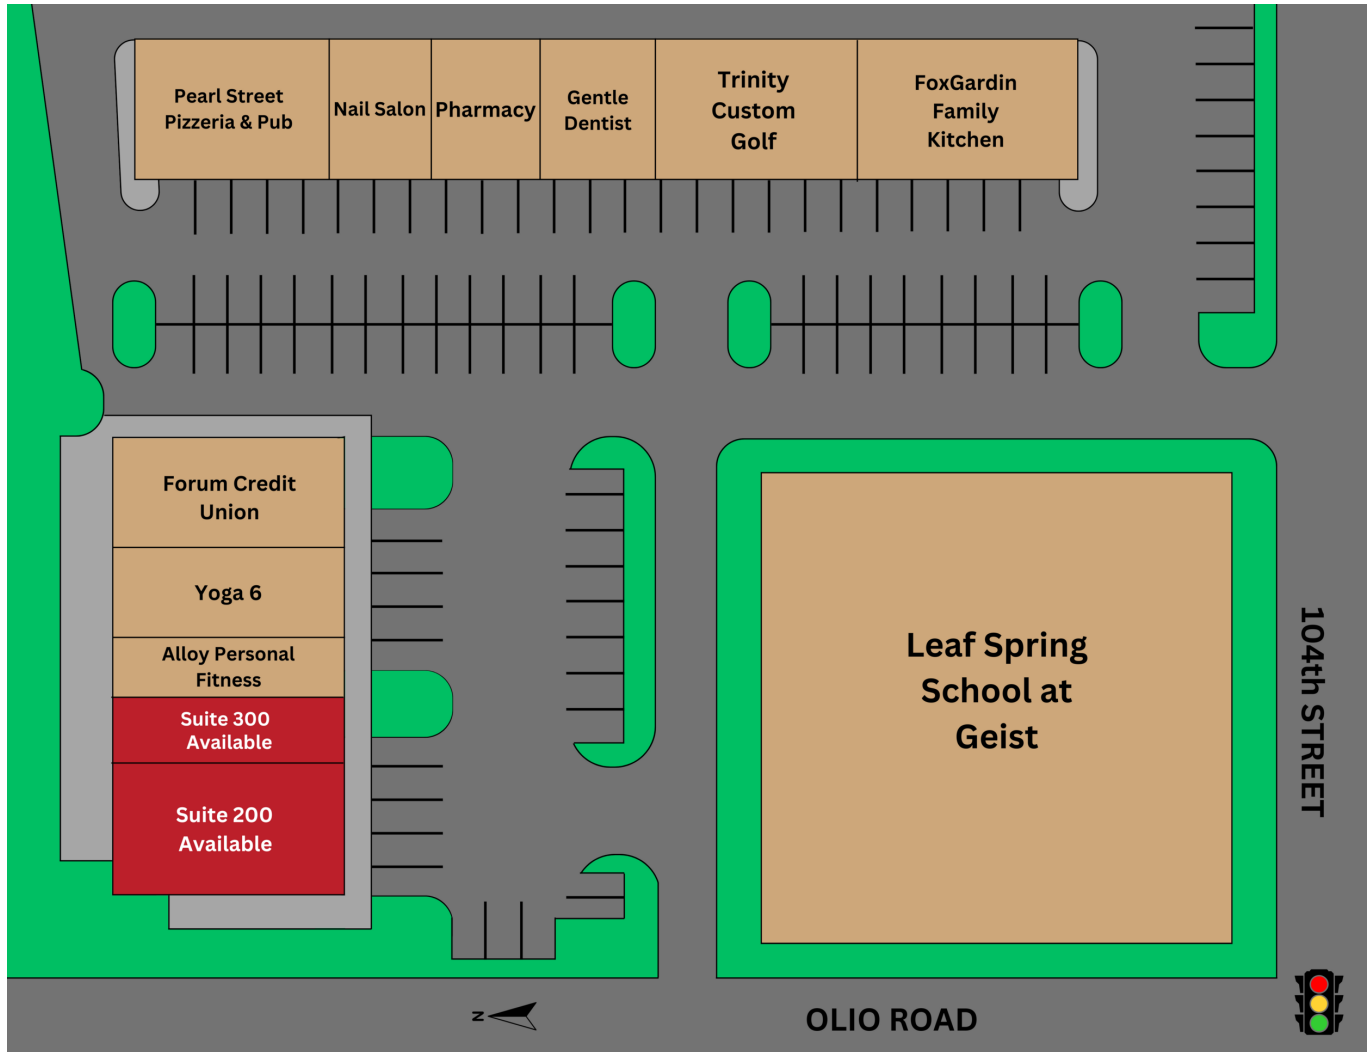 Pearl Street
Pizzeria & Pub
Nail Salon
Pharmacy
Gentle
Dentist
Trinity
Custom
Golf
FoxGardin
Family
Kitchen
Forum Credit
Union
Yoga 6
Alloy Personal
Fitness
Suite 300
Available
Suite 200
Available
Leaf Spring
School at
Geist
104th STREET
N
OLIO ROAD